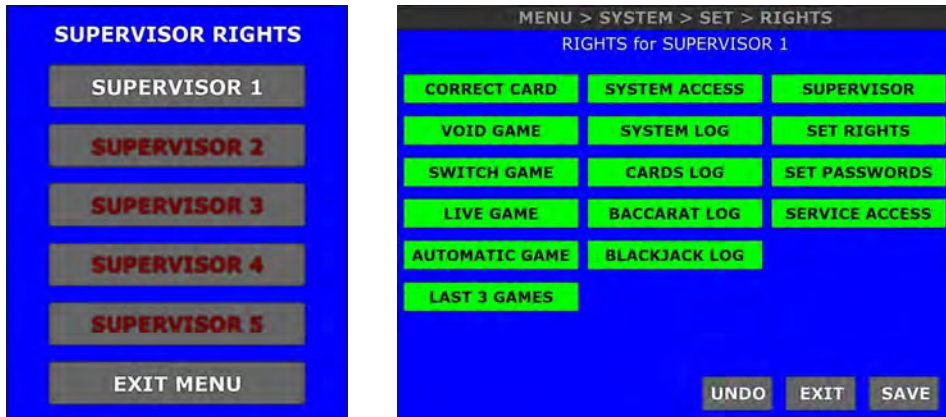 SUPERVISOR RIGHTS
SUPERVISOR 1
SUPERVISOR 2
SUPERVISOR 3
SUPERVISOR 4
SUPERVISOR 5
EXIT MENU
MENU > SYSTEM > SET > RIGHTS
RIGHTS for SUPERVISOR 1
CORRECT CARD SYSTEM ACCESS SUPERVISOR
VOID GAME SYSTEM LOG SET RIGHTS
SWITCH GAME CARDS LOG SET PASSWORDS
LIVE GAME BACCARAT LOG SERVICE ACCESS
AUTOMATIC GAME BLACKJACK LOG
LAST 3 GAMES
UNDO EXIT SAVE